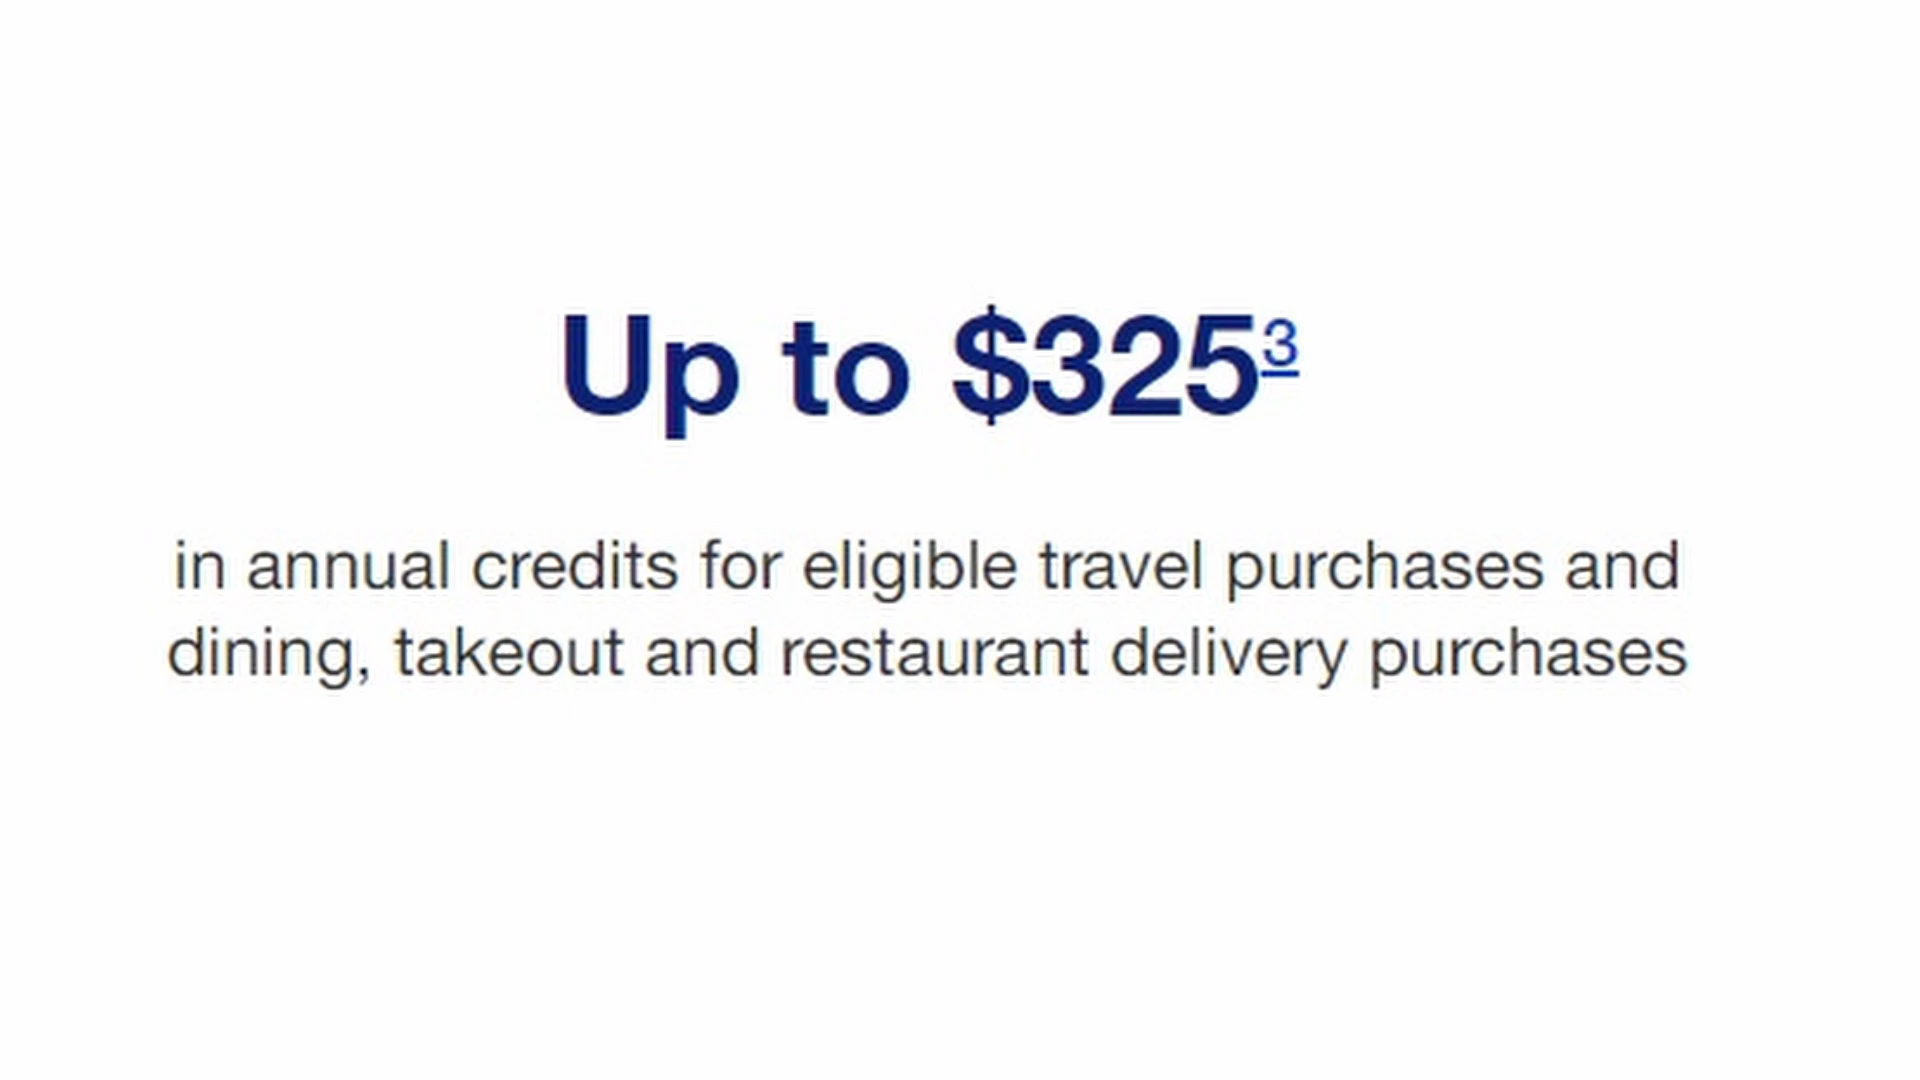 Up to $325³
in annual credits for eligible travel purchases and
dining, takeout and restaurant delivery purchases